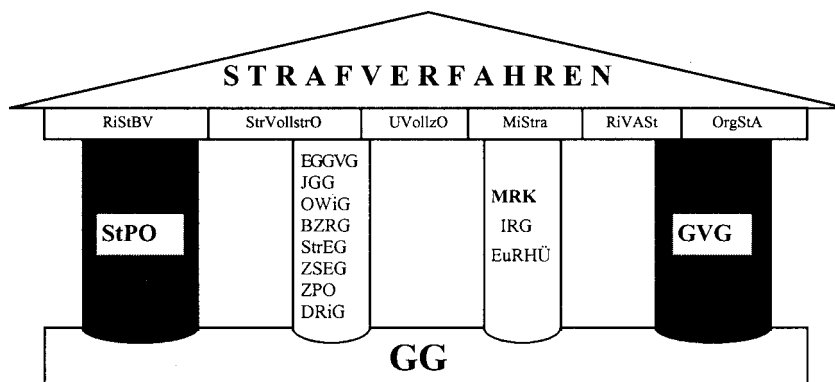 STRAFVERFAHREN
RiStBV StrVollstrO UVollzO MiStra RiVASt OrgStA
StPO
EGGVG
JGG
OWiG
BZRG
StrEG
ZSEG
ZPO
DRiG
MRK
IRG
EuRHÜ
GVG
GG